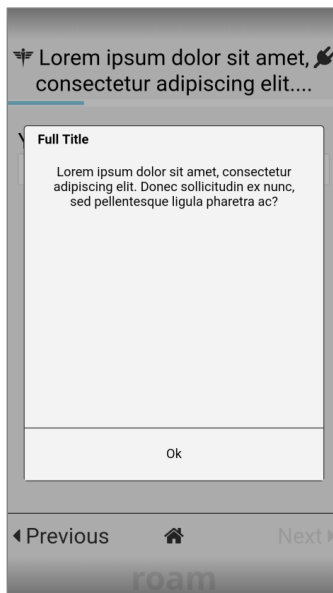 Lorem ipsum dolor sit amet,
consectetur adipiscing elit....
Y
Full Title
Lorem ipsum dolor sit amet, consectetur
adipiscing elit. Donec sollicitudin ex nunc,
sed pellentesque ligula pharetra ac?
Ok
Previous
Next
roam